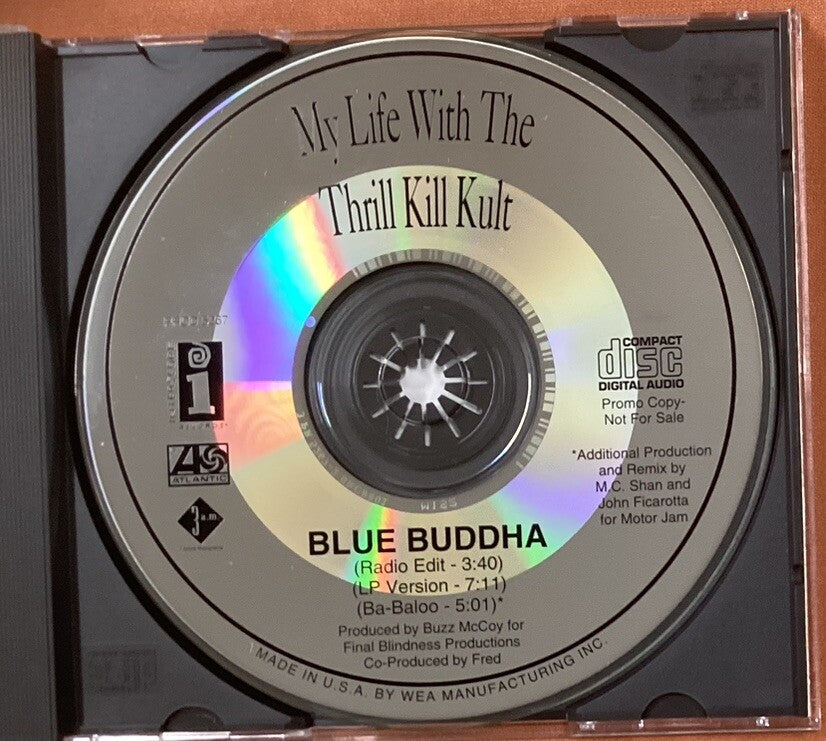 My Life With The
Thrill Kill Kult
i
RECORDS
ATLANTIC
3 a.m.
COMPACT
disc
DIGITAL AUDIO
Promo Copy-
Not For Sale
*Additional Production
and Remix by
M.C. Shan and
John Ficarotta
for Motor Jam
BLUE BUDDHA
(Radio Edit - 3:40)
(LP Version - 7:11)
(Ba-Baloo - 5:01)*
Produced by Buzz McCoy for
Final Blindness Productions
Co-Produced by Fred
MADE IN U.S.A. BY WEA MANUFACTURING INC.